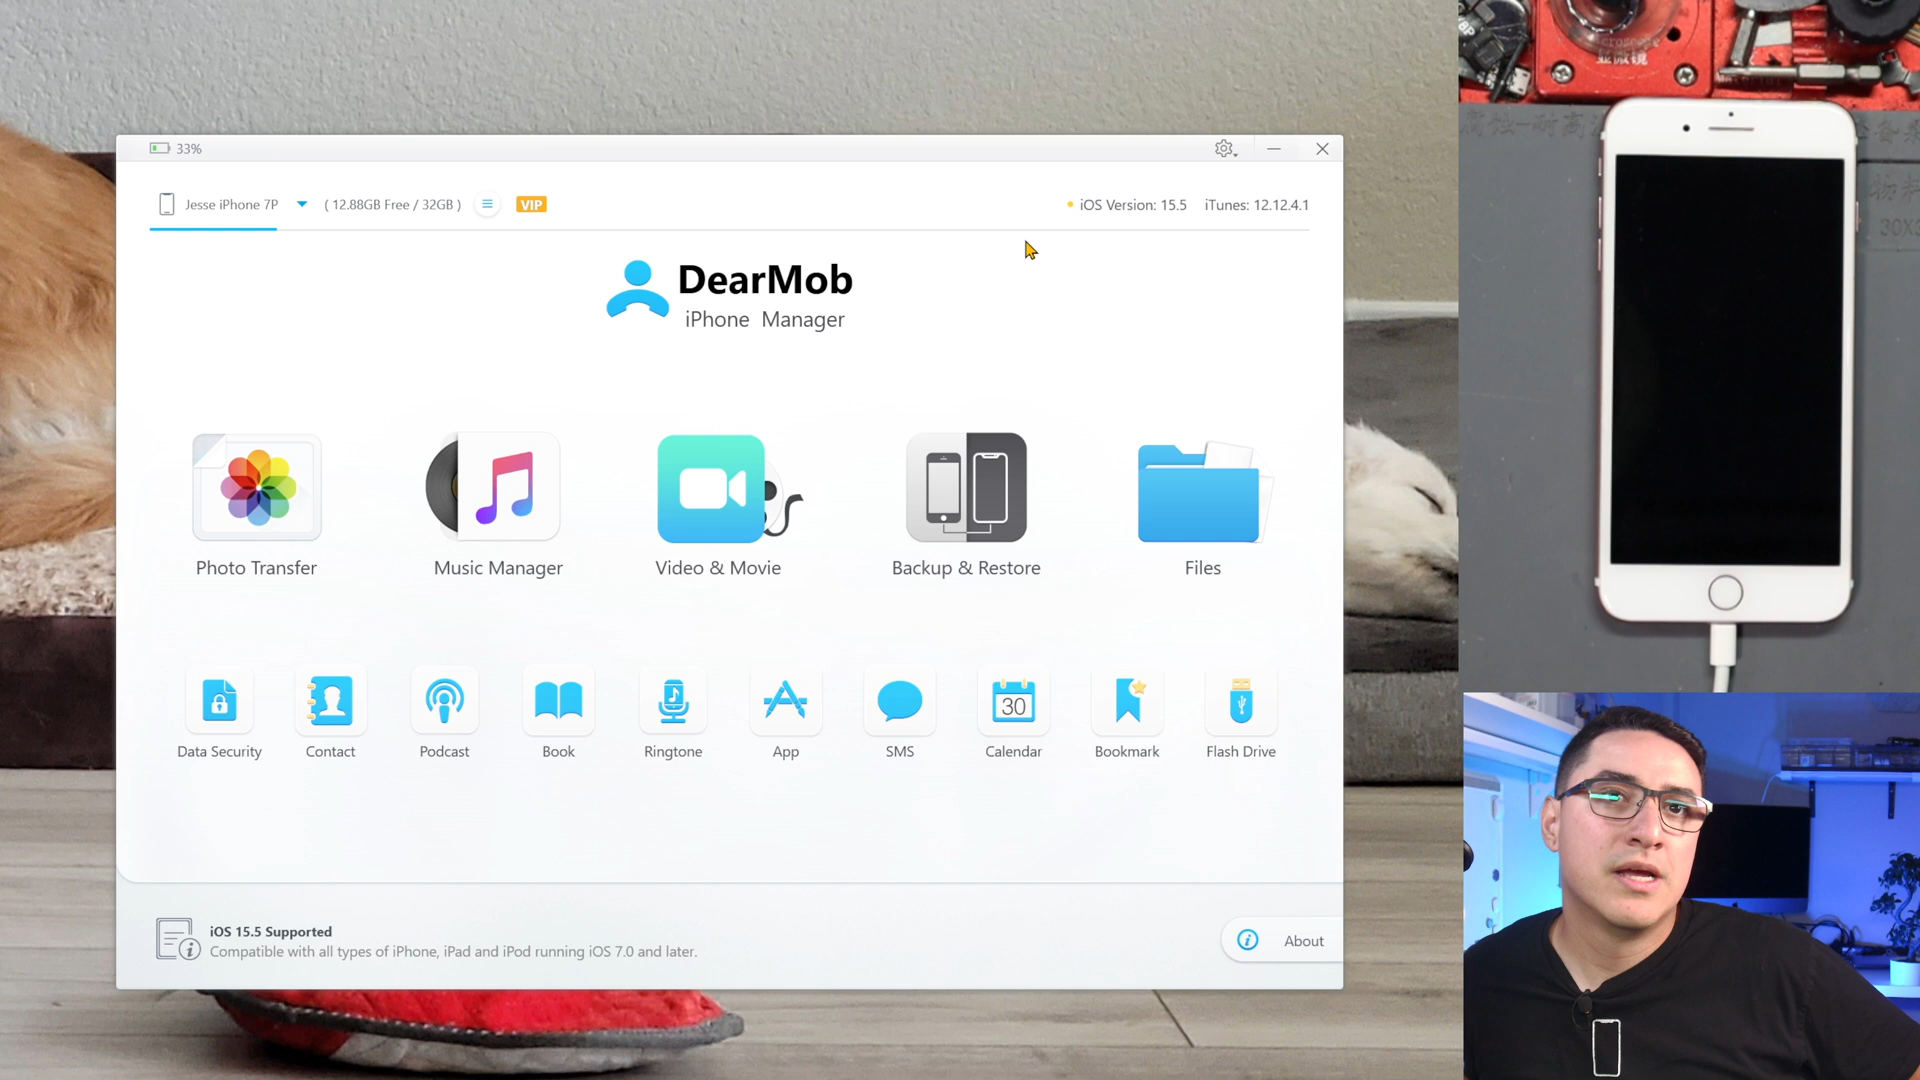 33%
Jesse iPhone 7P ( 12.88GB Free / 32GB ) VIP iOS Version: 15.5 iTunes: 12.12.4.1
DearMob
iPhone Manager
Photo Transfer Music Manager Video & Movie Backup & Restore Files
30
Data Security Contact Podcast Book Ringtone App SMS Calendar Bookmark Flash Drive
iOS 15.5 Supported
Compatible with all types of iPhone, iPad and iPod running iOS 7.0 and later.
About